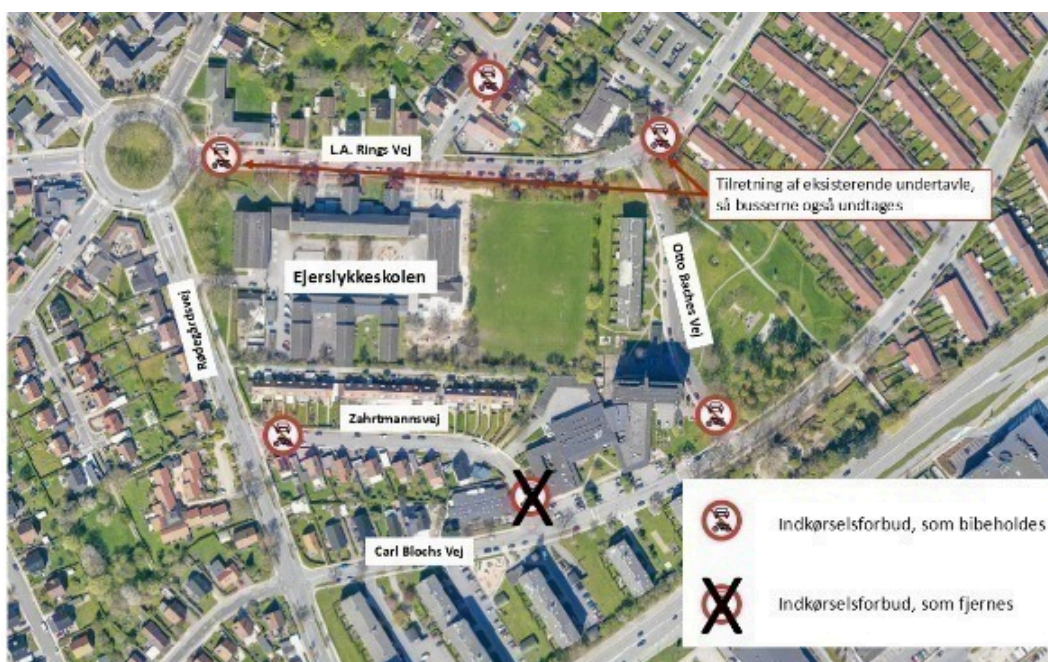 L.A. Rings Vej
Tilretning af eksisterende undertavle,
så busserne også undtages
Ejerslykkeskolen
Otto Baches Vej
Rødegårdsvej
Zahrtmannsvej
Carl Blochs Vej
Indkørselsforbud, som bibeholdes
Indkørselsforbud, som fjernes